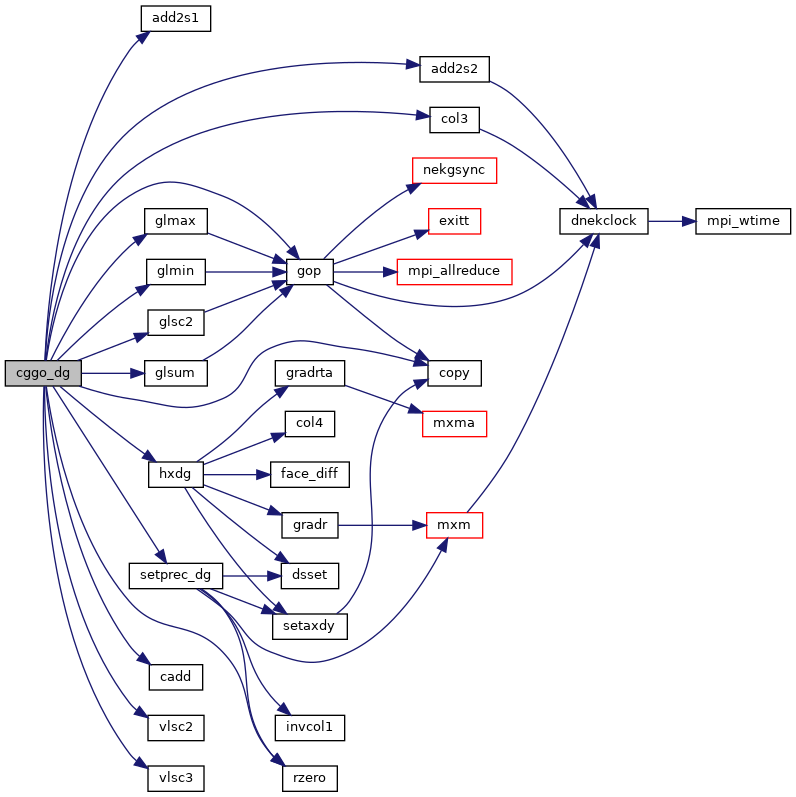 add2s1
add2s2
col3
nekgsync
glmax
exitt
dnekclock
mpi_wtime
glmin
gop
mpi_allreduce
glsc2
cggo_dg
glsum
gradrta
copy
col4
mxma
hxdg
face_diff
gradr
mxm
setprec_dg
dsset
setaxdy
cadd
vlsc2
invcol1
vlsc3
rzero